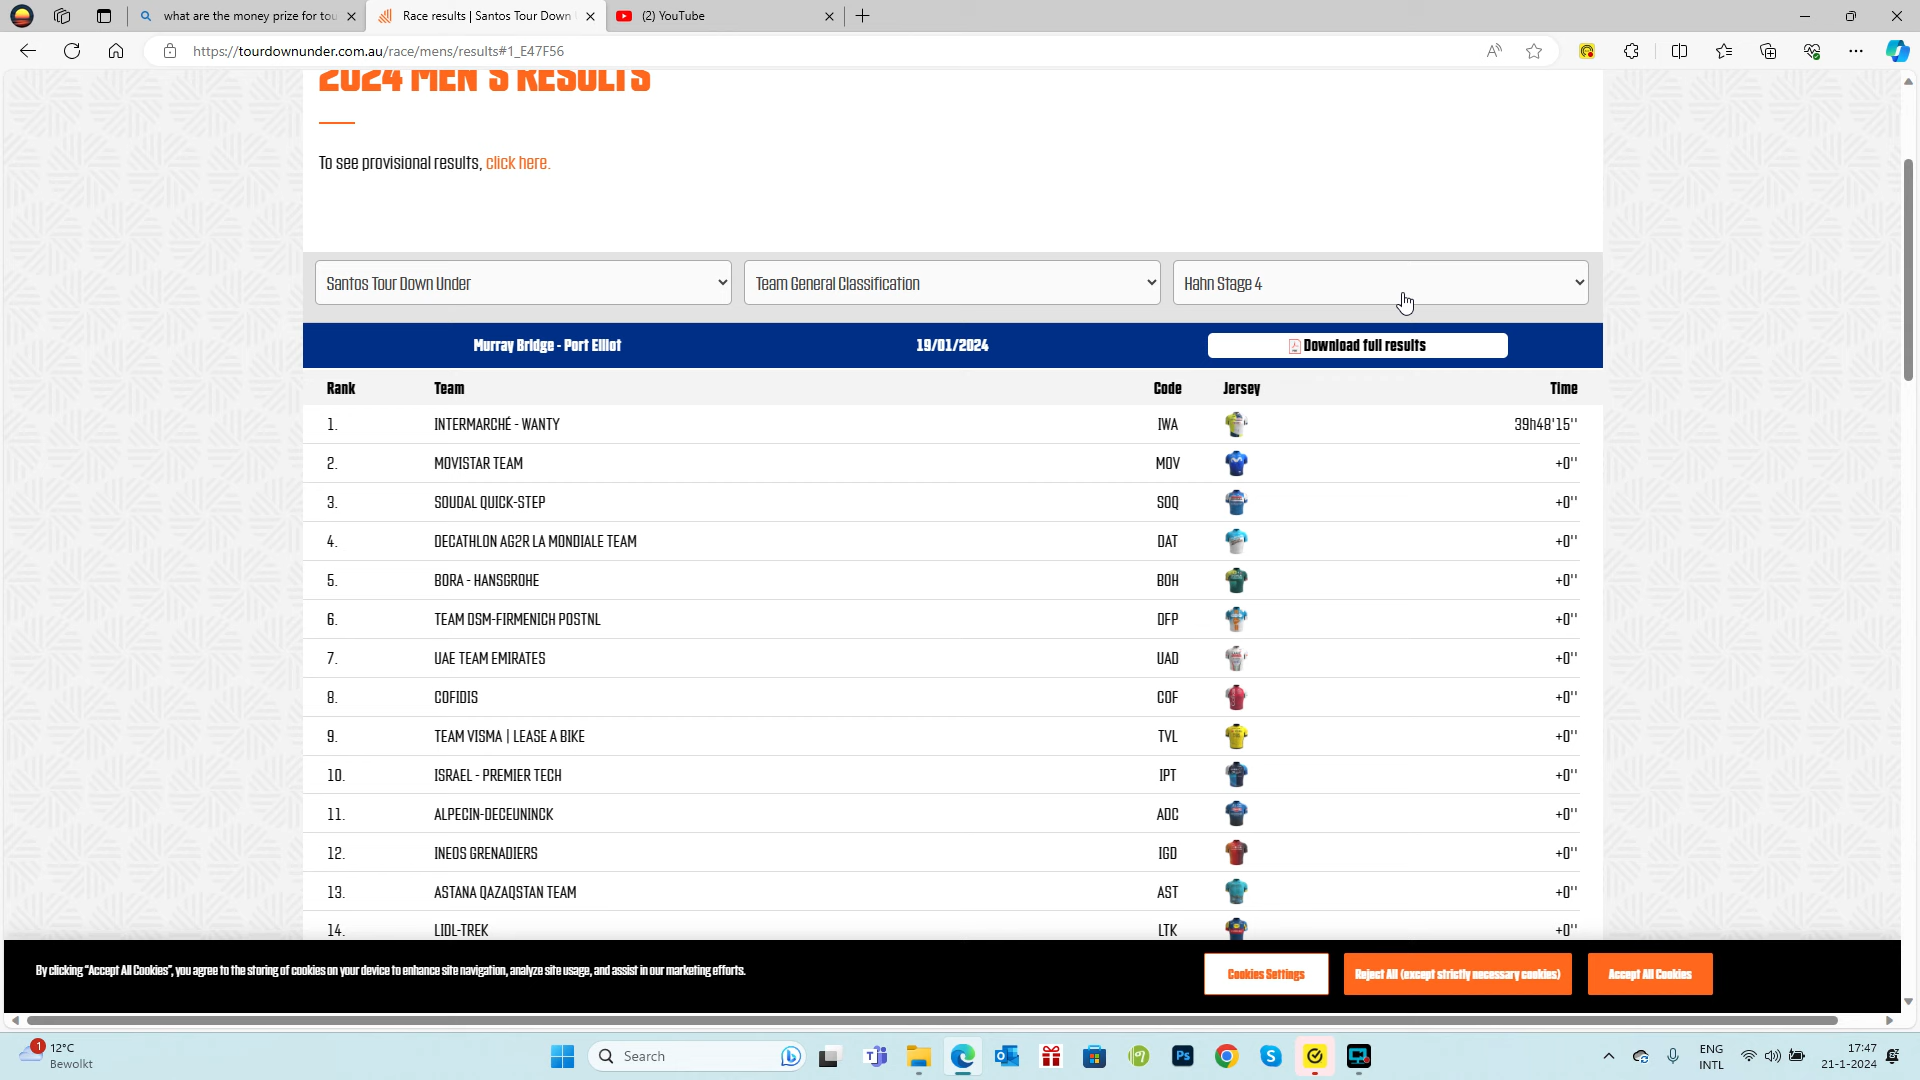 what are the money prize for tou
Race results | Santos Tour Down
(2) YouTube
https://tourdownunder.com.au/race/mens/results#1_E47F56
2024 MEN'S RESULTS
To see provisional results, click here.
Santos Tour Down Under
Team General Classification
Hahn Stage 4
Murray Bridge - Port Elliot 19/01/2024 Download full results
Rank Team Code Jersey Time
1. INTERMARCHÉ - WANTY IWA 39h48'15''
2. MOVISTAR TEAM MOV +0''
3. SOUDAL QUICK-STEP SOQ +0''
4. DECATHLON AG2R LA MONDIALE TEAM DAT +0''
5. BORA - HANSGROHE BOH +0''
6. TEAM DSM-FIRMENICH POSTNL DFP +0''
7. UAE TEAM EMIRATES UAD +0''
8. COFIDIS COF +0''
9. TEAM VISMA | LEASE A BIKE TVL +0''
10. ISRAEL - PREMIER TECH IPT +0''
11. ALPECIN-DECEUNINCK ADC +0''
12. INEOS GRENADIERS IGD +0''
13. ASTANA QAZAQSTAN TEAM AST +0''
14. LIDL-TREK LTK +0''
By clicking “Accept All Cookies”, you agree to the storing of cookies on your device to enhance site navigation, analyze site usage, and assist in our marketing efforts.
Cookies Settings
Reject All (except strictly necessary cookies)
Accept All Cookies
1
12°C
Bewolkt
Search
Ps
ENG
INTL
17:47
21-1-2024